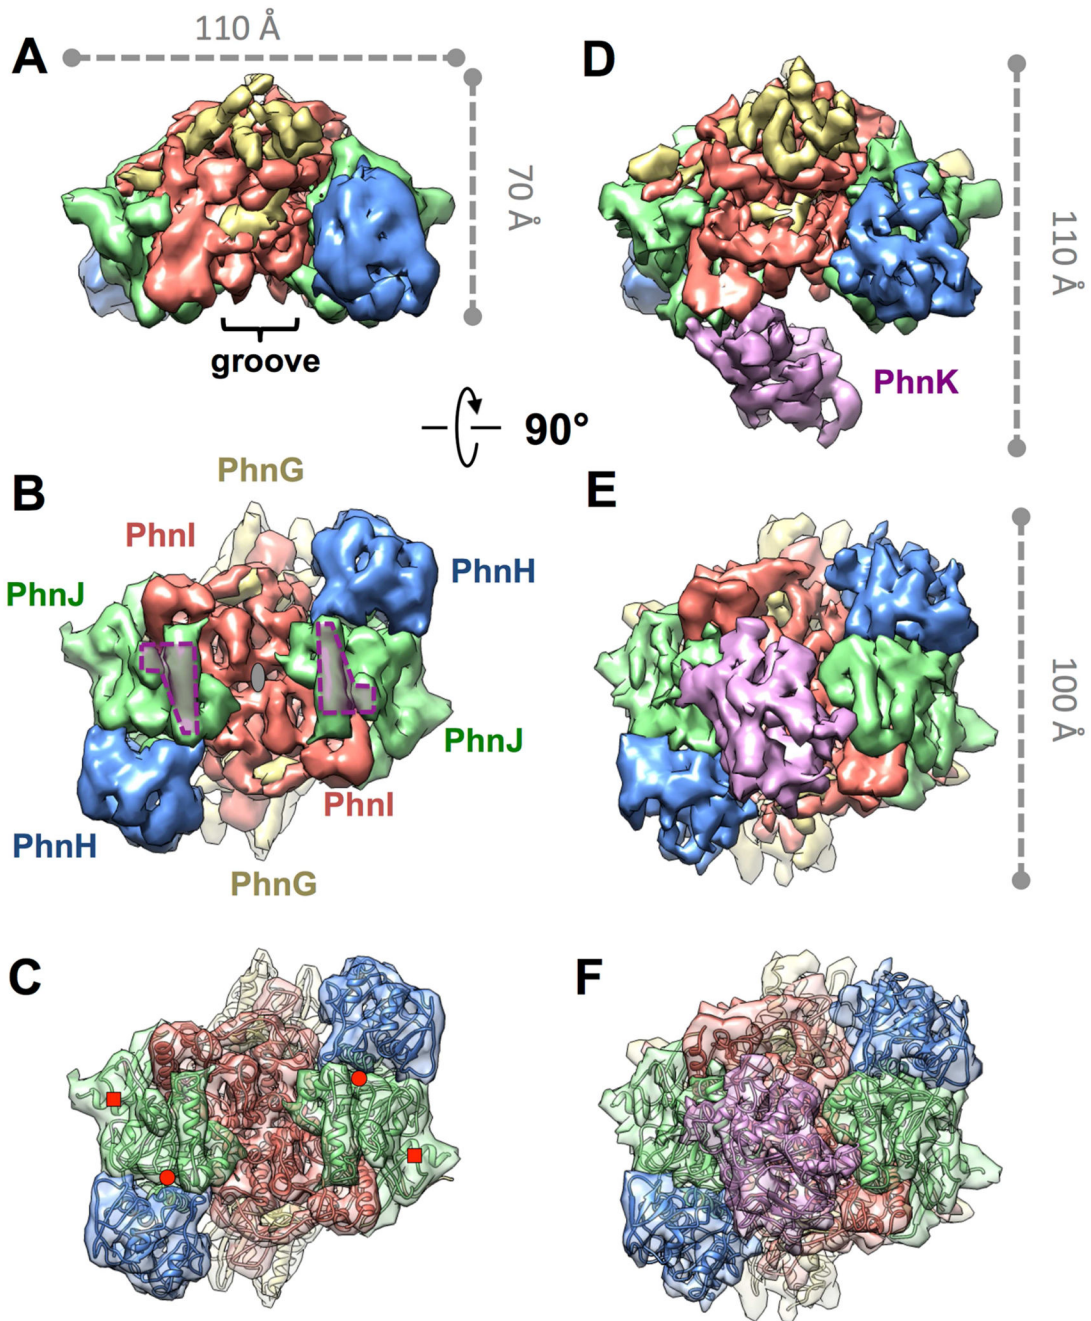 A
110 Å
70 Å
groove
D
110 Å
PhnK
90°
B
PhnG
PhnI
PhnH
PhnJ
PhnJ
PhnI
PhnH
PhnG
E
100 Å
C
F